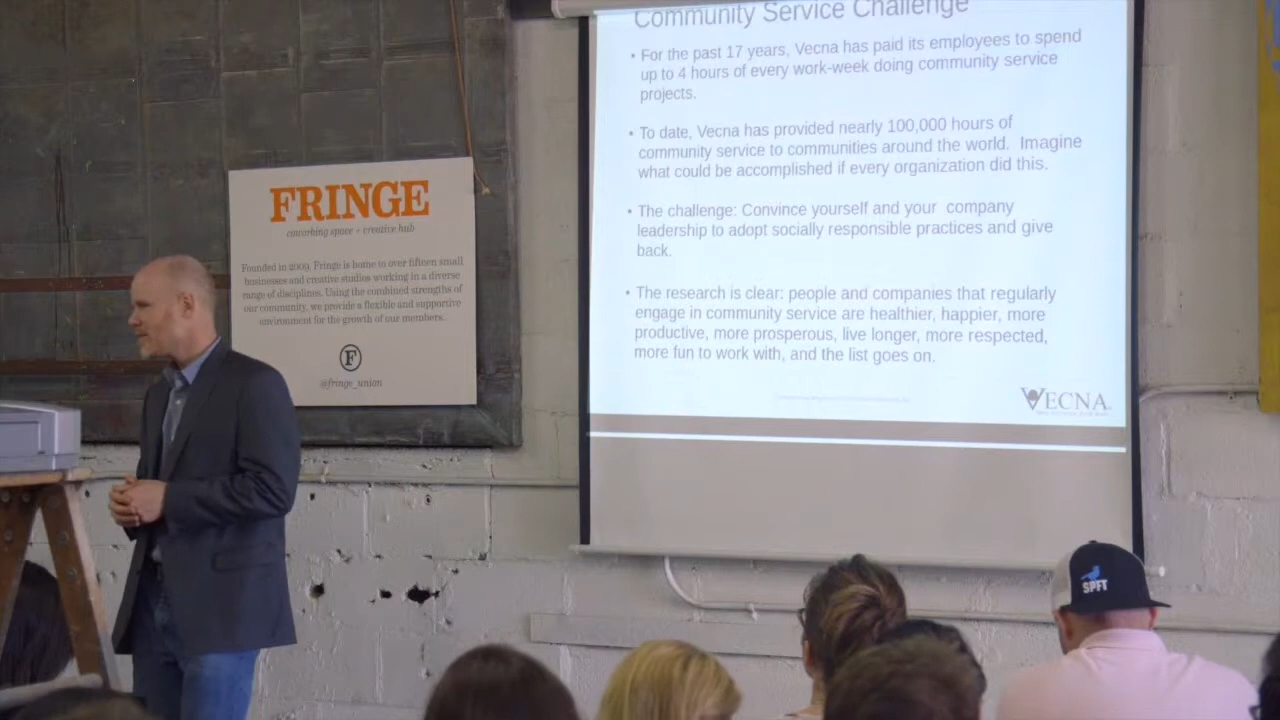 FRINGE
coworking space + creative hub
Founded in 2009, Fringe is home to over fifteen small
businesses and creative studios working in a diverse
range of disciplines. Using the combined strengths of
our community, we provide a flexible and supportive
environment for the growth of our members.
F
@fringe_union
Community Service Challenge
• For the past 17 years, Vecna has paid its employees to spend
up to 4 hours of every work-week doing community service
projects.
• To date, Vecna has provided nearly 100,000 hours of
community service to communities around the world. Imagine
what could be accomplished if every organization did this.
• The challenge: Convince yourself and your company
leadership to adopt socially responsible practices and give
back.
• The research is clear: people and companies that regularly
engage in community service are healthier, happier, more
productive, more prosperous, live longer, more respected,
more fun to work with, and the list goes on.
VECNA
SPFT